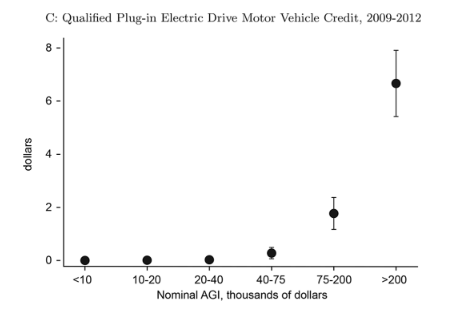 C: Qualified Plug-in Electric Drive Motor Vehicle Credit, 2009-2012
8
6
4
2
0
dollars
<10 10-20 20-40 40-75 75-200 >200
Nominal AGI, thousands of dollars